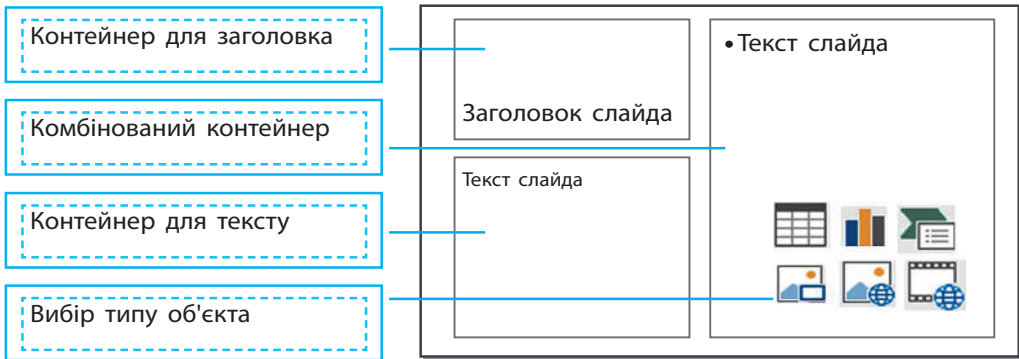 Контейнер для заголовка
Комбінований контейнер
Контейнер для тексту
Вибір типу об'єкта
Заголовок слайда
Текст слайда
•Текст слайда